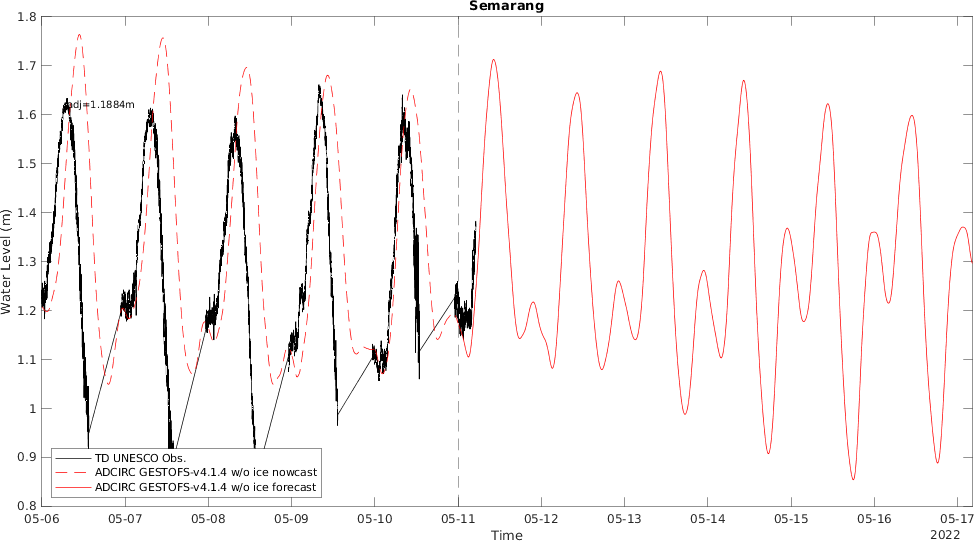 Semarang
1.8
1.7
1.6
1.5
1.4
1.3
1.2
1.1
1
0.9
0.8
Water Level (m)
adj=1.1884m
TD UNESCO Obs.
ADCIRC GESTOFS-v4.1.4 w/o ice nowcast
ADCIRC GESTOFS-v4.1.4 w/o ice forecast
05-06 05-07 05-08 05-09 05-10 05-11 05-12 05-13 05-14 05-15 05-16 05-17
Time
2022